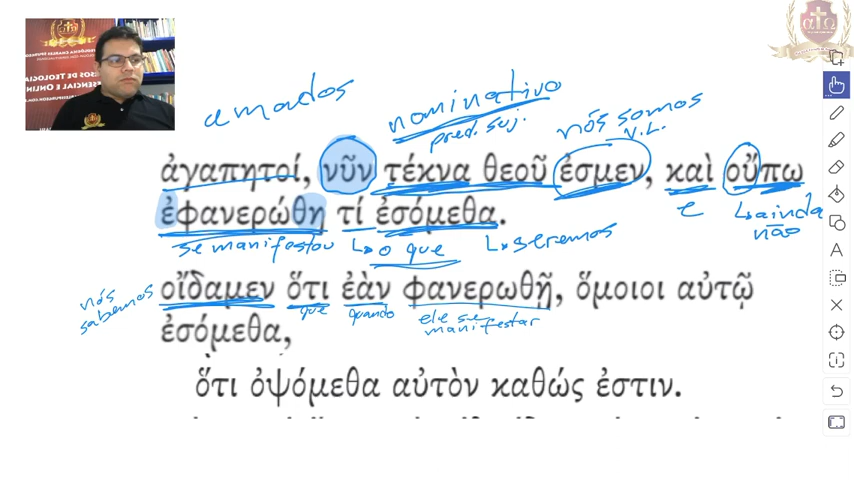 amados
nominativo
pred. suj.
nós somos
v.L.
ἀγαπητοί, νῦν τέκνα θεοῦ ἐσμεν, καὶ οὔπω
e
ainda não
ἐφανερώθη τί ἐσόμεθα.
se manifestou
o que
seremos
nós sabemos
οἴδαμεν ὅτι ἐὰν φανερωθῇ, ὅμοιοι αὐτῷ
que
quando
ele se manifestar
ἐσόμεθα,
ὅτι ὀψόμεθα αὐτὸν καθώς ἐστιν.